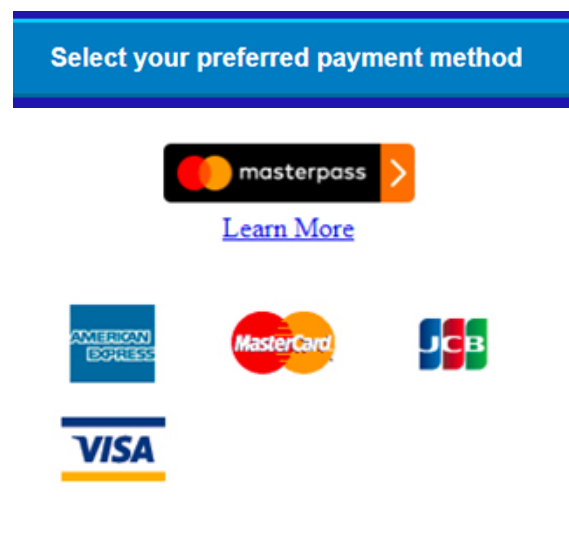 Select your preferred payment method
masterpass
Learn More
AMERICAN
EXPRESS
MasterCard
JCB
VISA